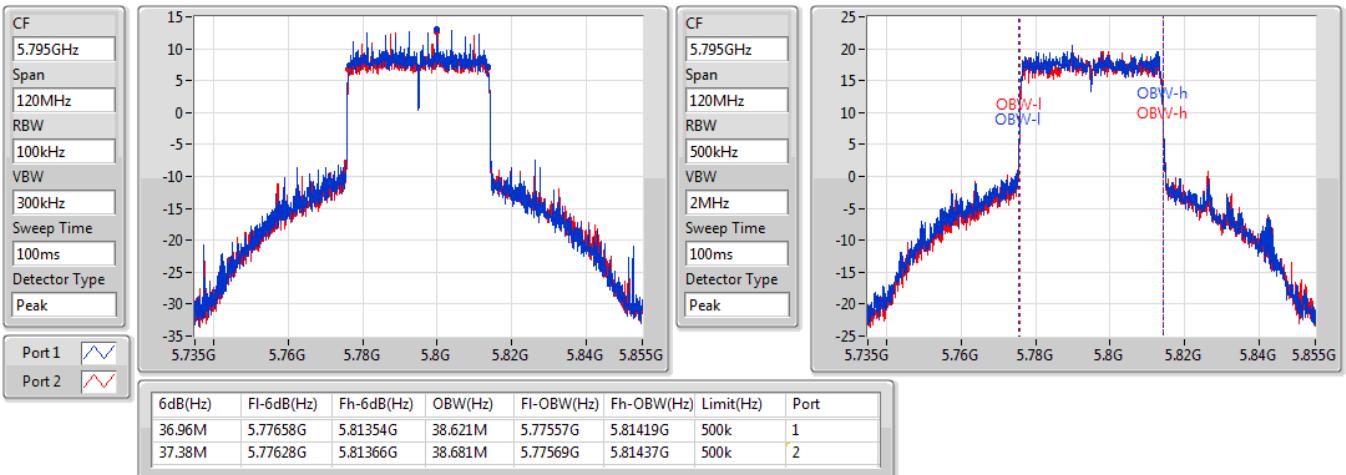 CF
5.795GHz
Span
120MHz
RBW
100kHz
VBW
300kHz
Sweep Time
100ms
Detector Type
Peak
Port 1
Port 2
15
10
5
0
-5
-10
-15
-20
-25
-30
-35
5.735G 5.76G 5.78G 5.8G 5.82G 5.84G 5.855G
CF
5.795GHz
Span
120MHz
RBW
500kHz
VBW
2MHz
Sweep Time
100ms
Detector Type
Peak
25
20
15
10
5
0
-5
-10
-15
-20
-25
OBW-l
OBW-l
OBW-h
OBW-h
5.735G 5.76G 5.78G 5.8G 5.82G 5.84G 5.855G
6dB(Hz) Fl-6dB(Hz) Fh-6dB(Hz) OBW(Hz) Fl-OBW(Hz) Fh-OBW(Hz) Limit(Hz) Port
36.96M 5.77658G 5.81354G 38.621M 5.77557G 5.81419G 500k 1
37.38M 5.77628G 5.81366G 38.681M 5.77569G 5.81437G 500k 2